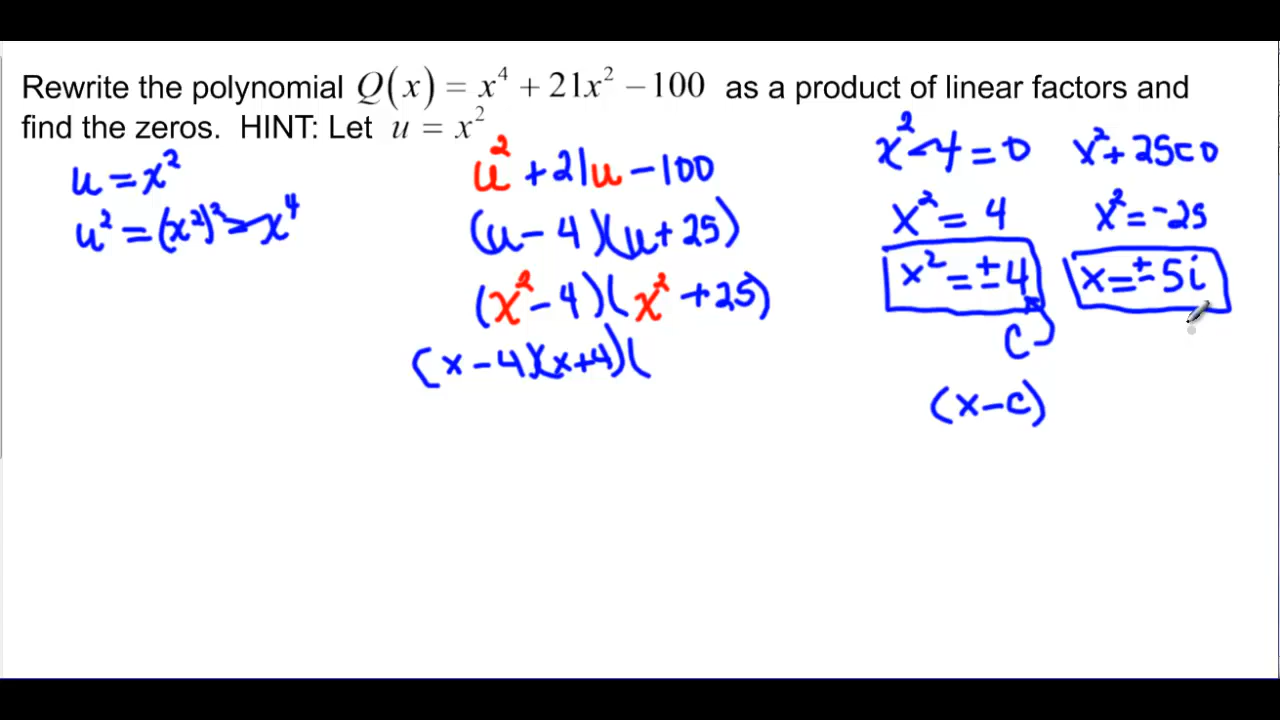 Rewrite the polynomial Q(x) = x⁴ + 21x² − 100 as a product of linear factors and
find the zeros. HINT: Let u = x²
u = x²
u² = (x²)² = x⁴
u² + 21u − 100
(u − 4)(u + 25)
(x² − 4)(x² + 25)
(x − 4)(x + 4)(
x² − 4 = 0
x² = 4
x² = ± 4
C
(x − c)
x² + 25 = 0
x² = −25
x = ± 5i